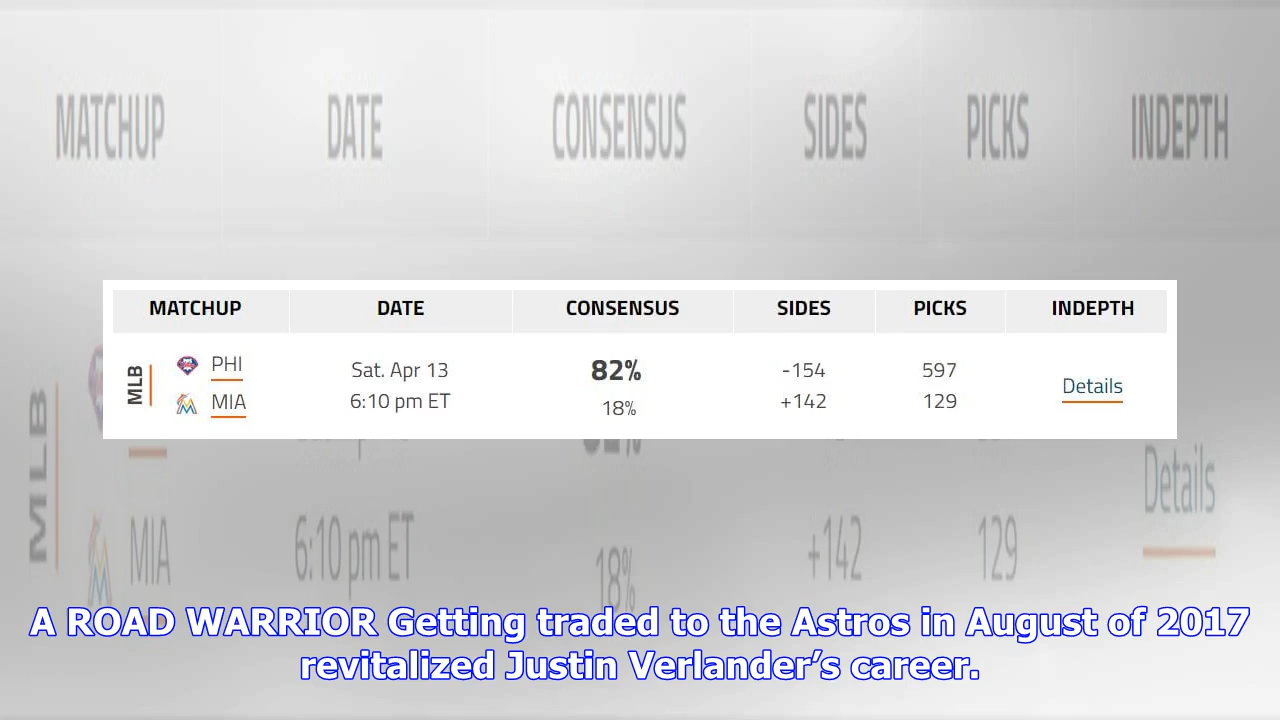 MATCHUP DATE CONSENSUS SIDES PICKS INDEPTH
MATCHUP DATE CONSENSUS SIDES PICKS INDEPTH
MLB
PHI Sat. Apr 13 82% -154 597
MIA 6:10 pm ET 18% +142 129
Details
MLB
Details
MIA 6:10 pm ET 18% +142 129
A ROAD WARRIOR Getting traded to the Astros in August of 2017
revitalized Justin Verlander’s career.